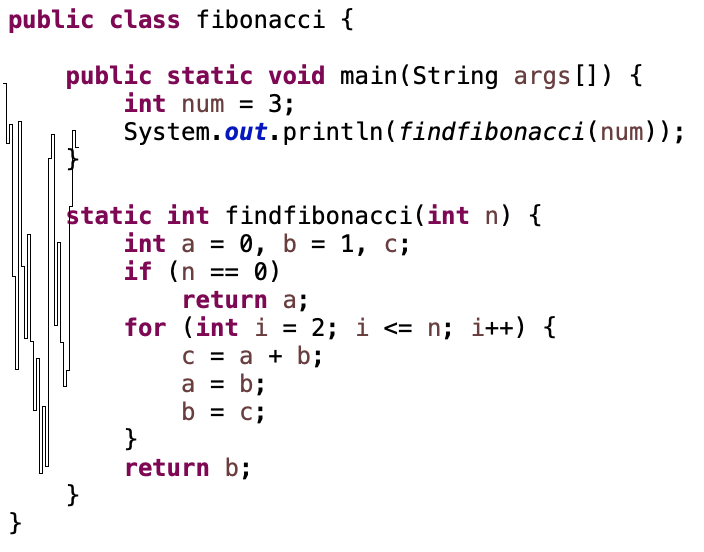 public class fibonacci {
public static void main(String args[]) {
int num = 3;
System.out.println(findfibonacci(num));
}
static int findfibonacci(int n) {
int a = 0, b = 1, c;
if (n == 0)
return a;
for (int i = 2; i <= n; i++) {
c = a + b;
a = b;
b = c;
}
return b;
}
}